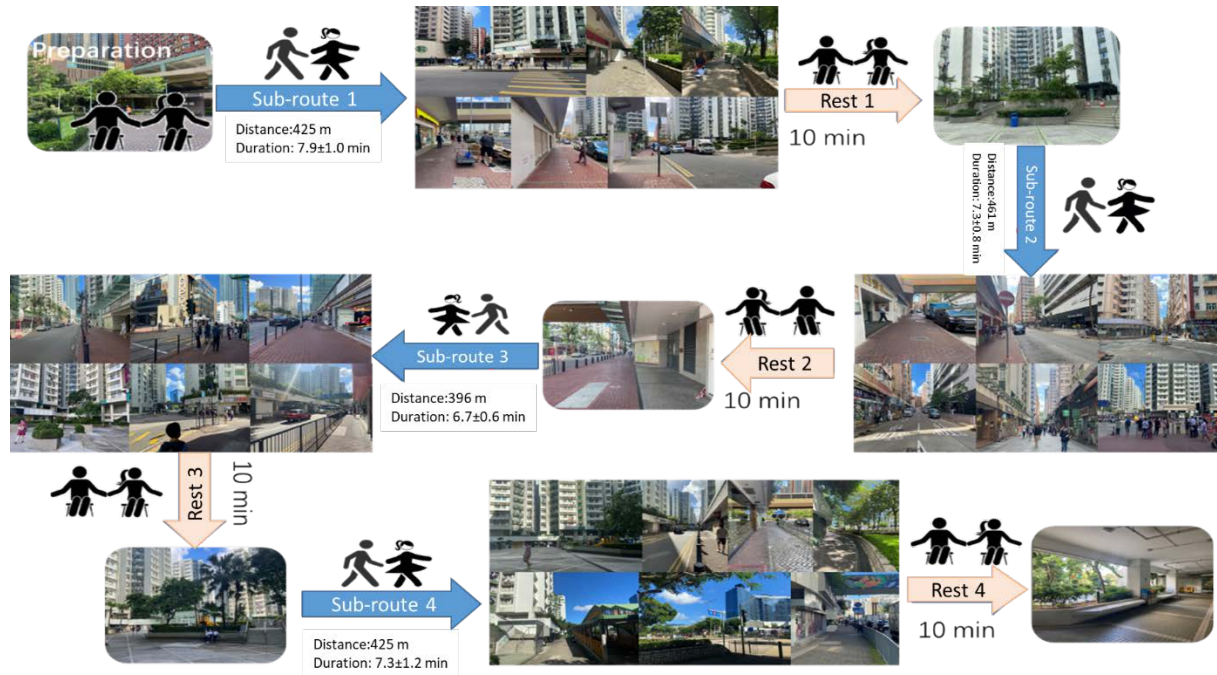 Preparation
Sub-route 1
Distance:425 m
Duration: 7.9±1.0 min
Rest 1
10 min
Sub-route 2
Distance:461 m
Duration: 7.3±0.8 min
Rest 2
10 min
Sub-route 3
Distance:396 m
Duration: 6.7±0.6 min
Rest 3
10 min
Sub-route 4
Distance:425 m
Duration: 7.3±1.2 min
Rest 4
10 min